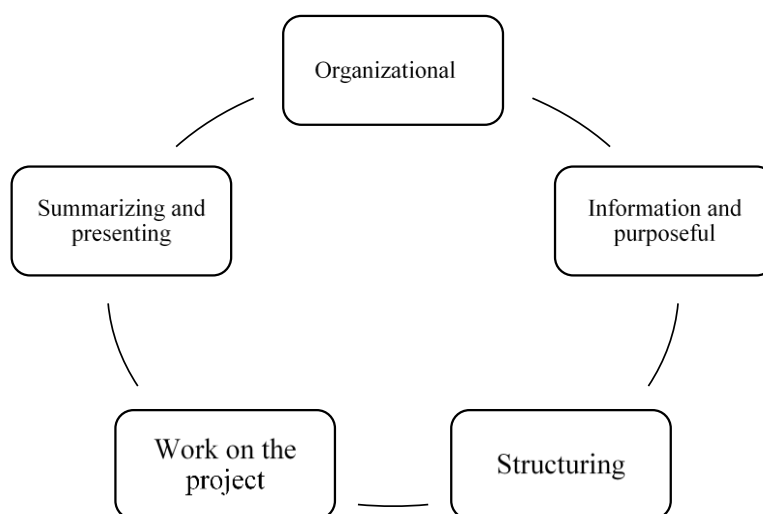 Organizational
Information and
purposeful
Structuring
Work on the
project
Summarizing and
presenting